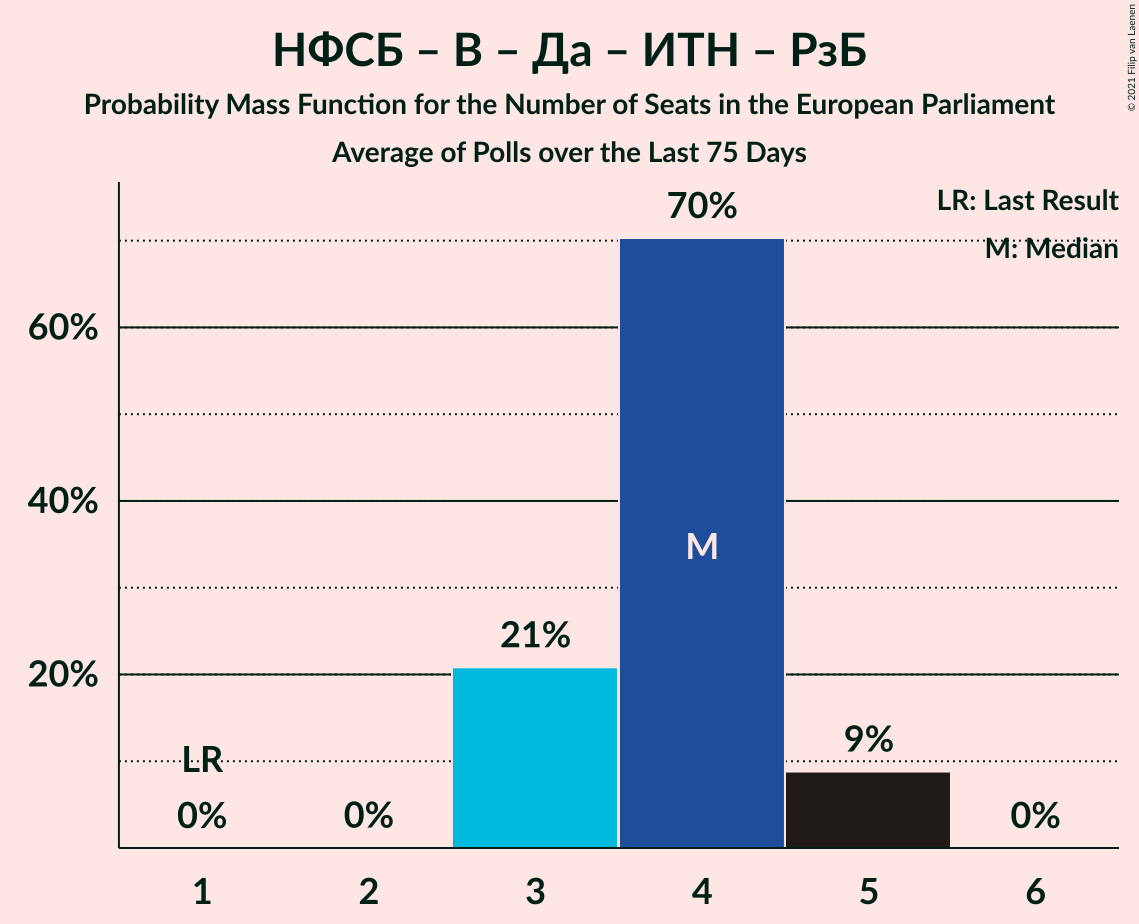 НФСБ – В – Да – ИТН – РзБ
Probability Mass Function for the Number of Seats in the European Parliament
Average of Polls over the Last 75 Days
© 2021 Filip van Laenen
LR: Last Result
M: Median
70%
60%
40%
M
21%
20%
9%
LR
0%
0%
0%
1
2
3
4
5
6